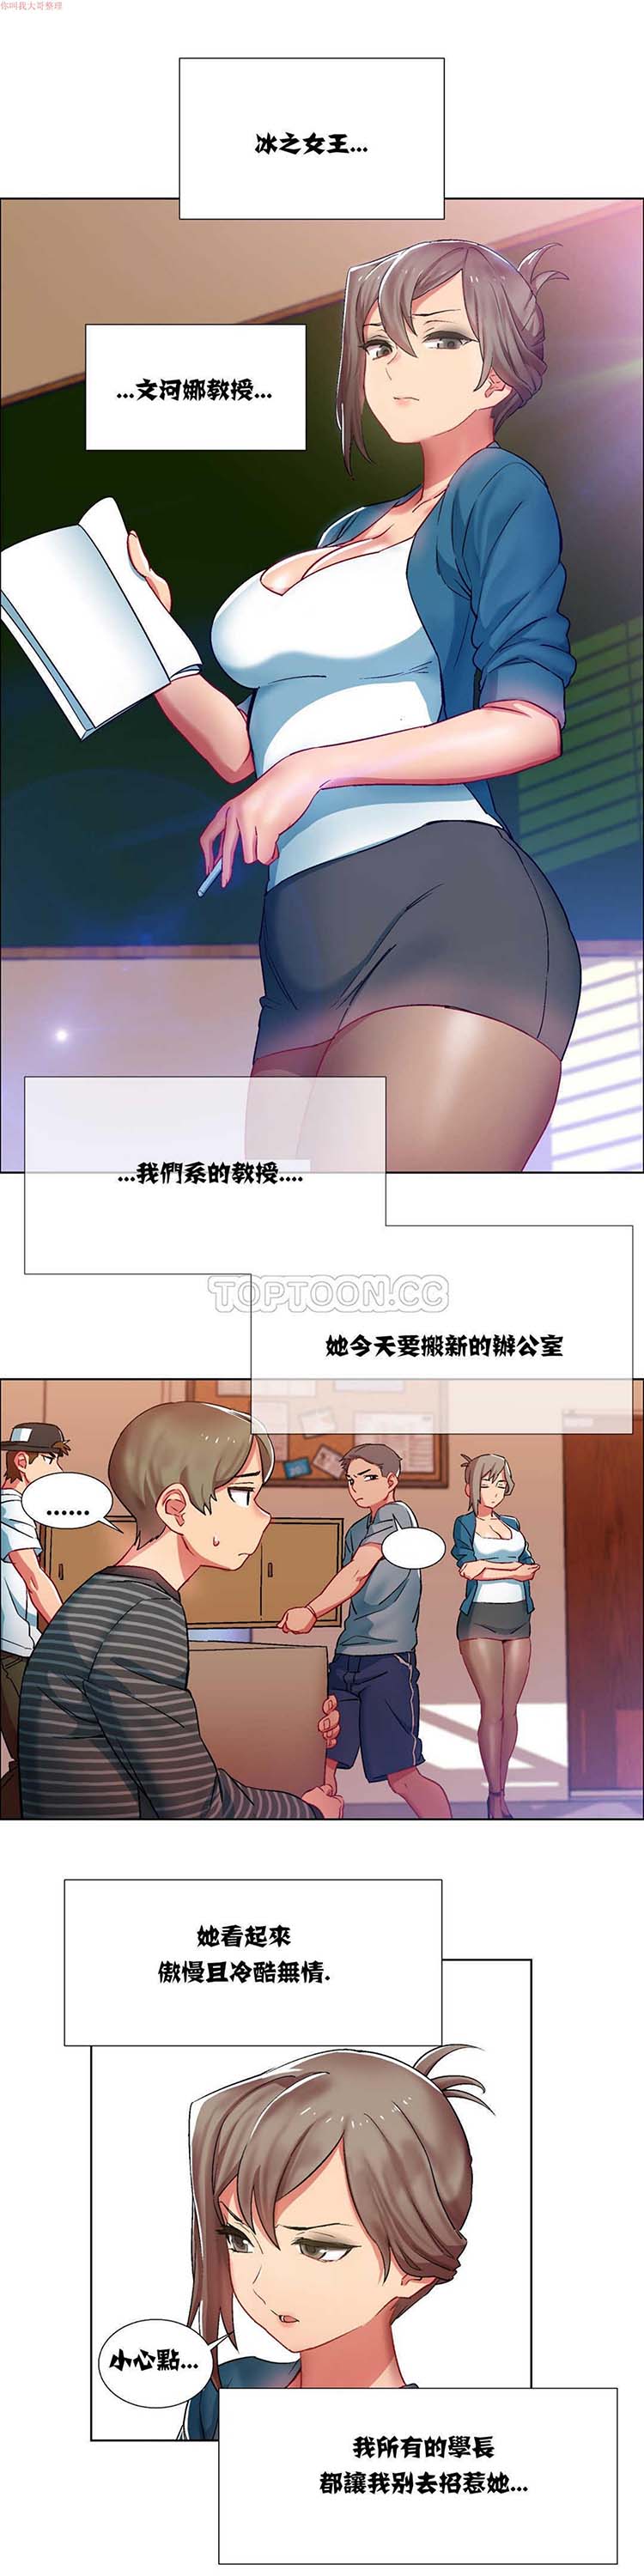 你叫我大哥整理
冰之女王...
...文河娜教授...
...我們系的教授....
TOPTOON.CC
她今天要搬新的辦公室
......
她看起來
傲慢且冷酷無情.
小心點...
我所有的學長
都讓我别去招惹她...